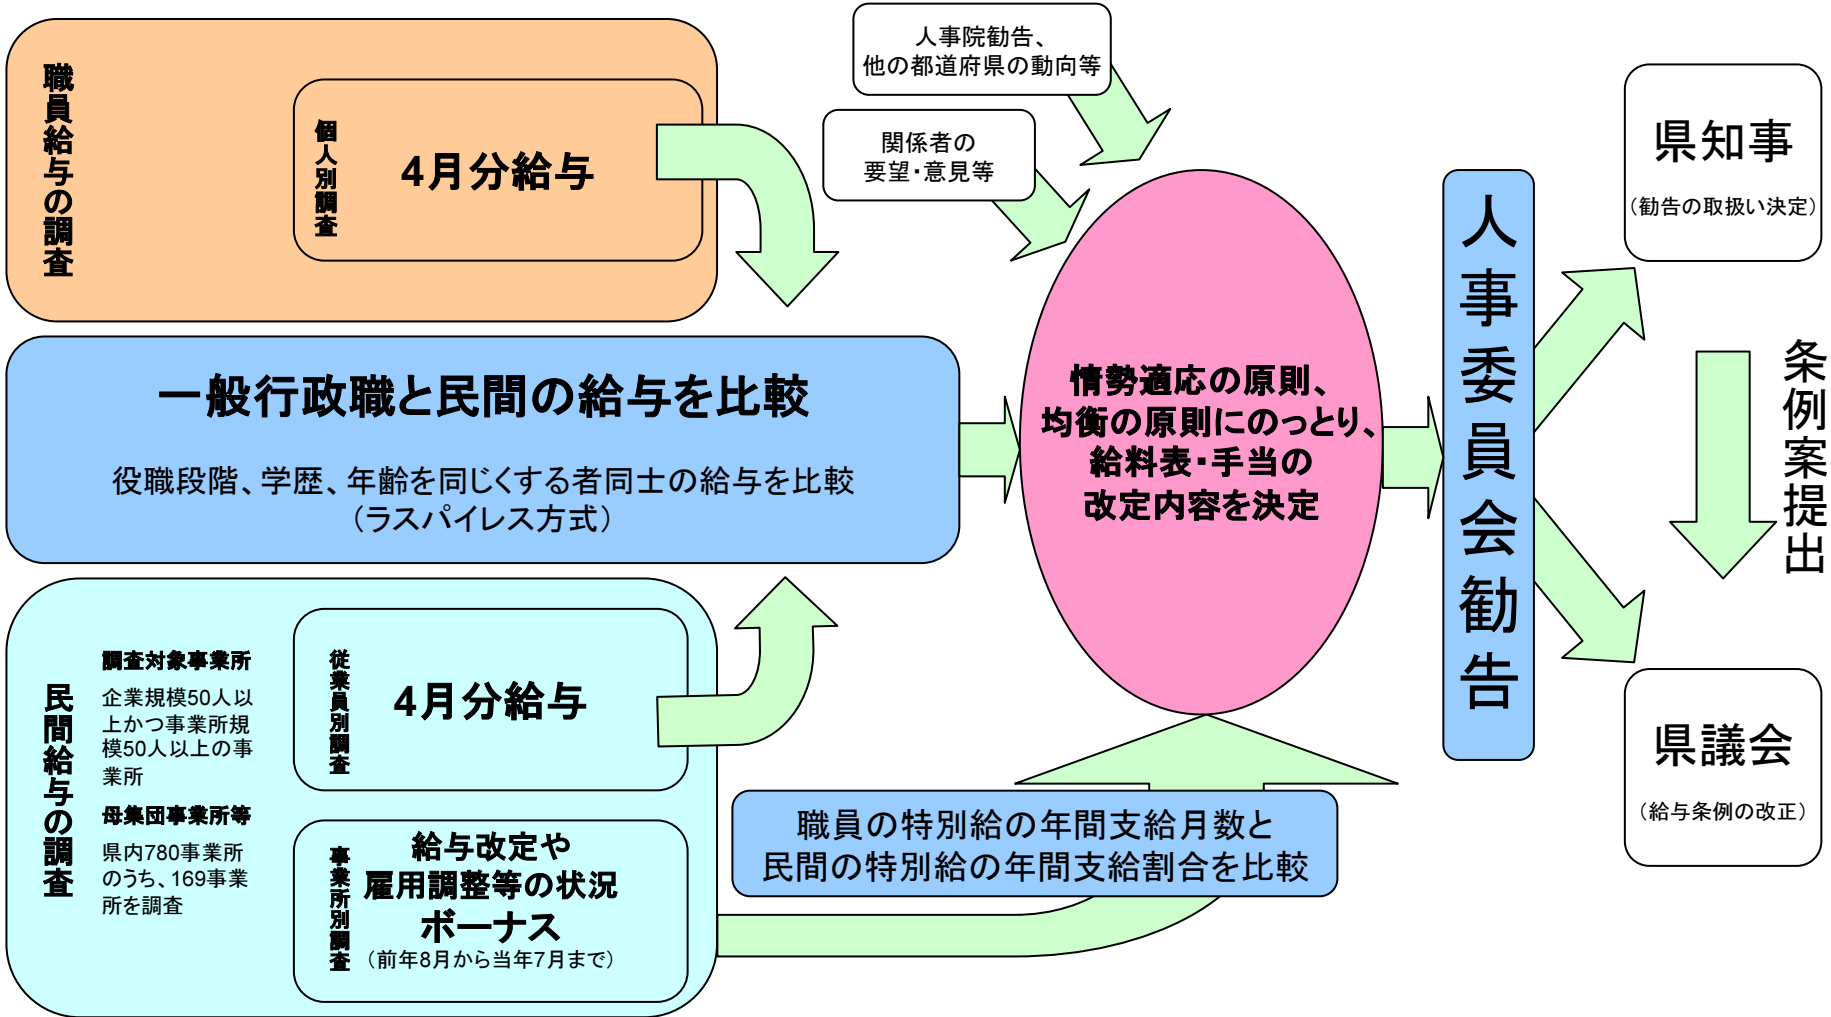 職員給与の調査
個人別調査
4月分給与
人事院勧告、
他の都道府県の動向等
関係者の
要望・意見等
一般行政職と民間の給与を比較
役職段階、学歴、年齢を同じくする者同士の給与を比較
（ラスパイレス方式）
民間給与の調査
調査対象事業所
企業規模50人以
上かつ事業所規
模50人以上の事
業所
母集団事業所等
県内780事業所
のうち、169事業
所を調査
従業員別調査
4月分給与
事業所別調査
給与改定や
雇用調整等の状況
ボーナス
（前年8月から当年7月まで）
職員の特別給の年間支給月数と
民間の特別給の年間支給割合を比較
情勢適応の原則、
均衡の原則にのっとり、
給料表・手当の
改定内容を決定
人事委員会勧告
県知事
（勧告の取扱い決定）
条例案提出
県議会
（給与条例の改正）